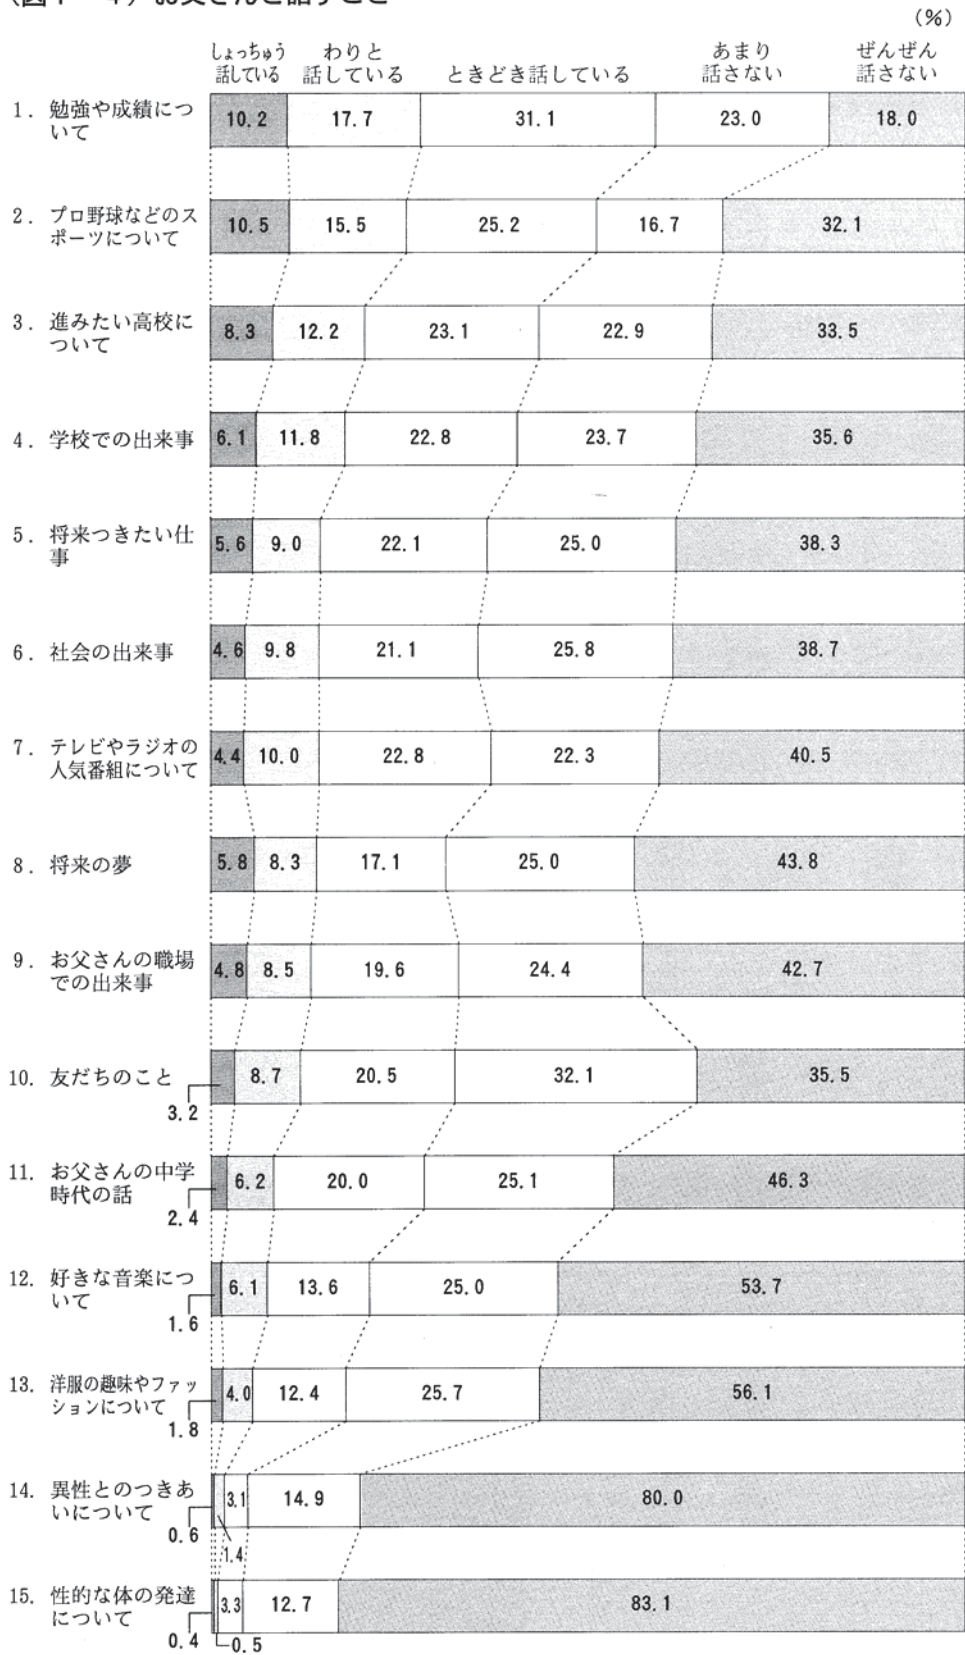 (%)
しょっちゅう
話している
わりと
話している
ときどき話している
あまり
話さない
ぜんぜん
話さない
1. 勉強や成績につ
いて
10.2 17.7 31.1 23.0 18.0
2. プロ野球などのス
ポーツについて
10.5 15.5 25.2 16.7 32.1
3. 進みたい高校に
ついて
8.3 12.2 23.1 22.9 33.5
4. 学校での出来事
6.1 11.8 22.8 23.7 35.6
5. 将来つきたい仕
事
5.6 9.0 22.1 25.0 38.3
6. 社会の出来事
4.6 9.8 21.1 25.8 38.7
7. テレビやラジオの
人気番組について
4.4 10.0 22.8 22.3 40.5
8. 将来の夢
5.8 8.3 17.1 25.0 43.8
9. お父さんの職場
での出来事
4.8 8.5 19.6 24.4 42.7
10. 友だちのこと
3.2 8.7 20.5 32.1 35.5
11. お父さんの中学
時代の話
2.4 6.2 20.0 25.1 46.3
12. 好きな音楽につ
いて
1.6 6.1 13.6 25.0 53.7
13. 洋服の趣味やファッ
ションについて
1.8 4.0 12.4 25.7 56.1
14. 異性とのつきあ
いについて
0.6 1.4 3.1 14.9 80.0
15. 性的な体の発達
について
0.4 0.5 3.3 12.7 83.1